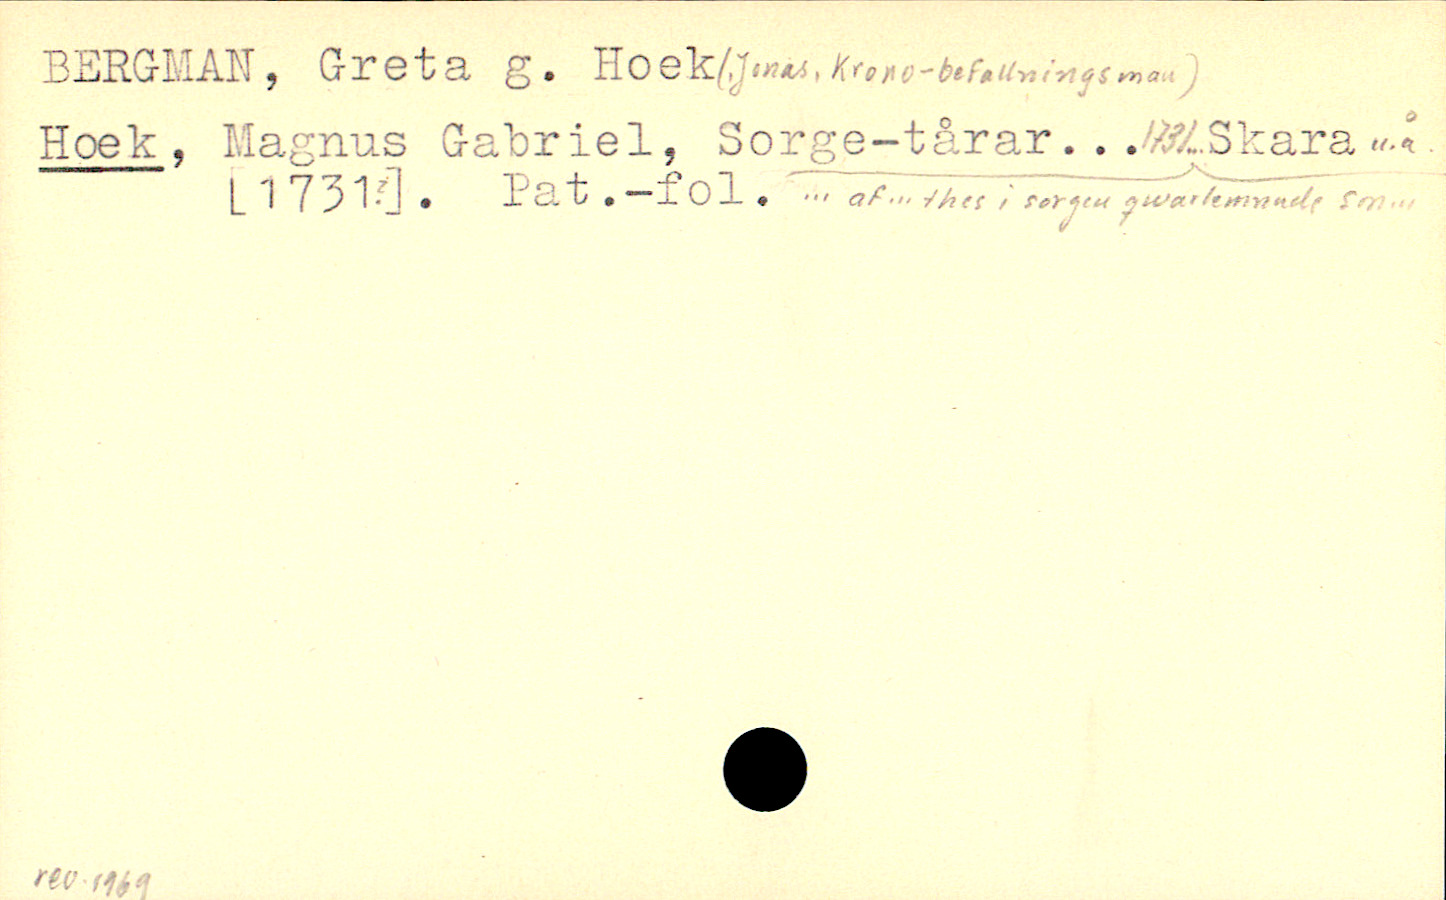 BERGMAN, Greta g. Hoek (Jonas, Krono-befallningsman)
Hoek, Magnus Gabriel, Sorge-tårar...1731...Skara u.å.
[1731?]. Pat.-fol. ... af ... thes i sorgen qwarlemnade Son...
rev. 1969